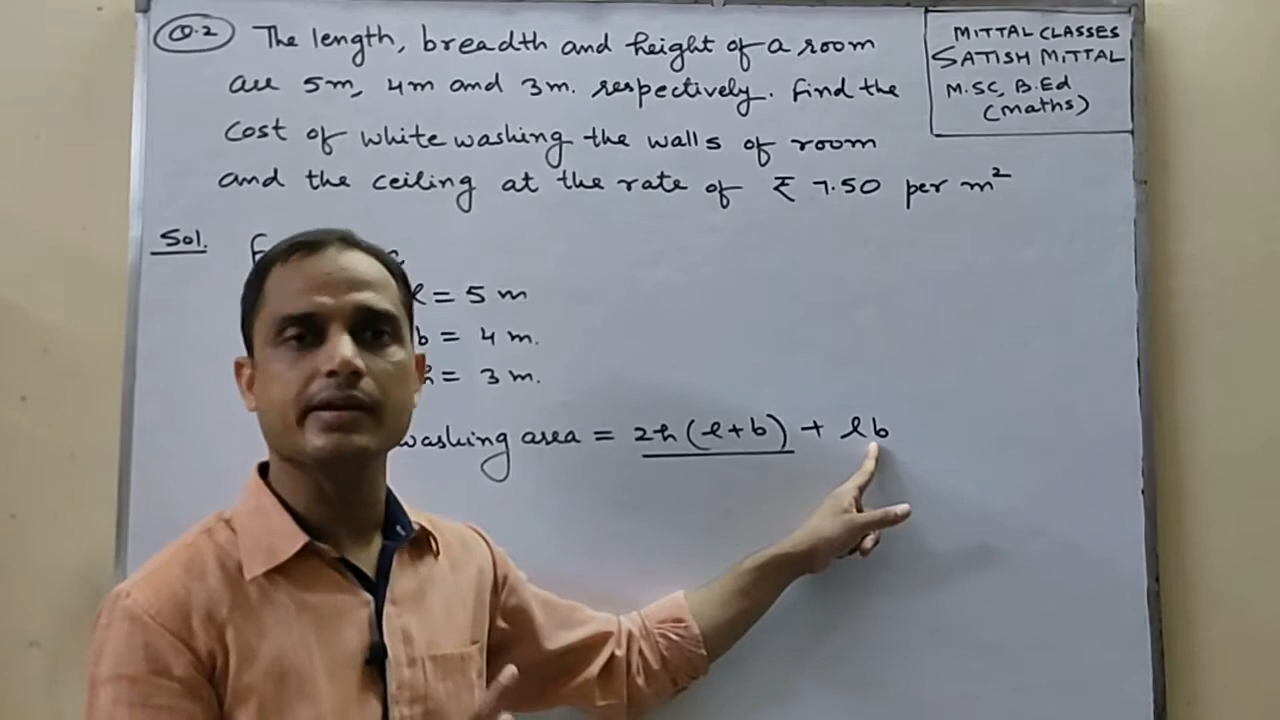 Q.2 The length, breadth and height of a room
are 5m, 4m and 3m. respectively. Find the
cost of white washing the walls of room
and the ceiling at the rate of ₹ 7.50 per m²
MITTAL CLASSES
SATISH MITTAL
M.SC, B.Ed
(maths)
Sol.
l = 5 m
b = 4 m.
h = 3 m.
washing area = 2h(l+b) + lb